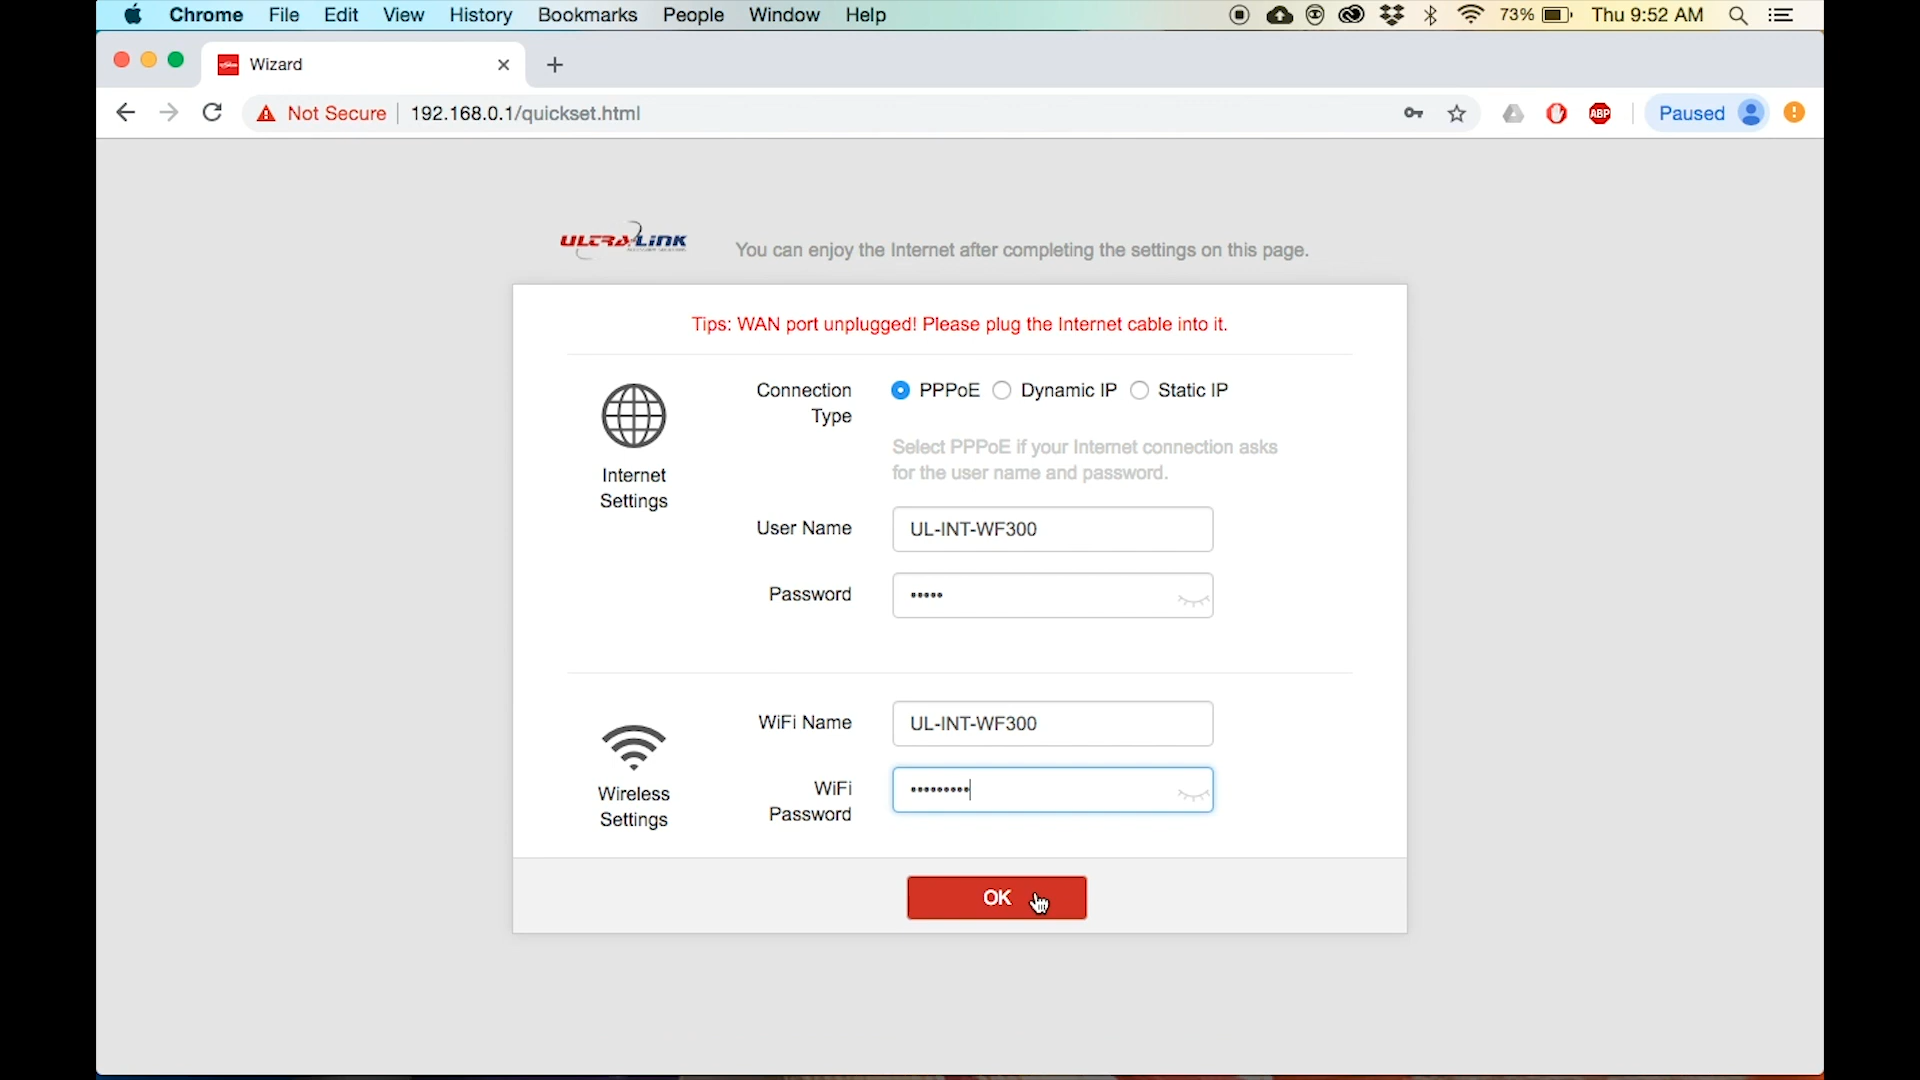 Chrome File Edit View History Bookmarks People Window Help 73% Thu 9:52 AM
Wizard
Not Secure 192.168.0.1/quickset.html ABP Paused
ULTRA LINK You can enjoy the Internet after completing the settings on this page.
Tips: WAN port unplugged! Please plug the Internet cable into it.
Connection Type PPPoE Dynamic IP Static IP
Select PPPoE if your Internet connection asks
for the user name and password.
Internet
Settings
User Name UL-INT-WF300
Password •••••
WiFi Name UL-INT-WF300
WiFi
Password •••••••••
Wireless
Settings
OK